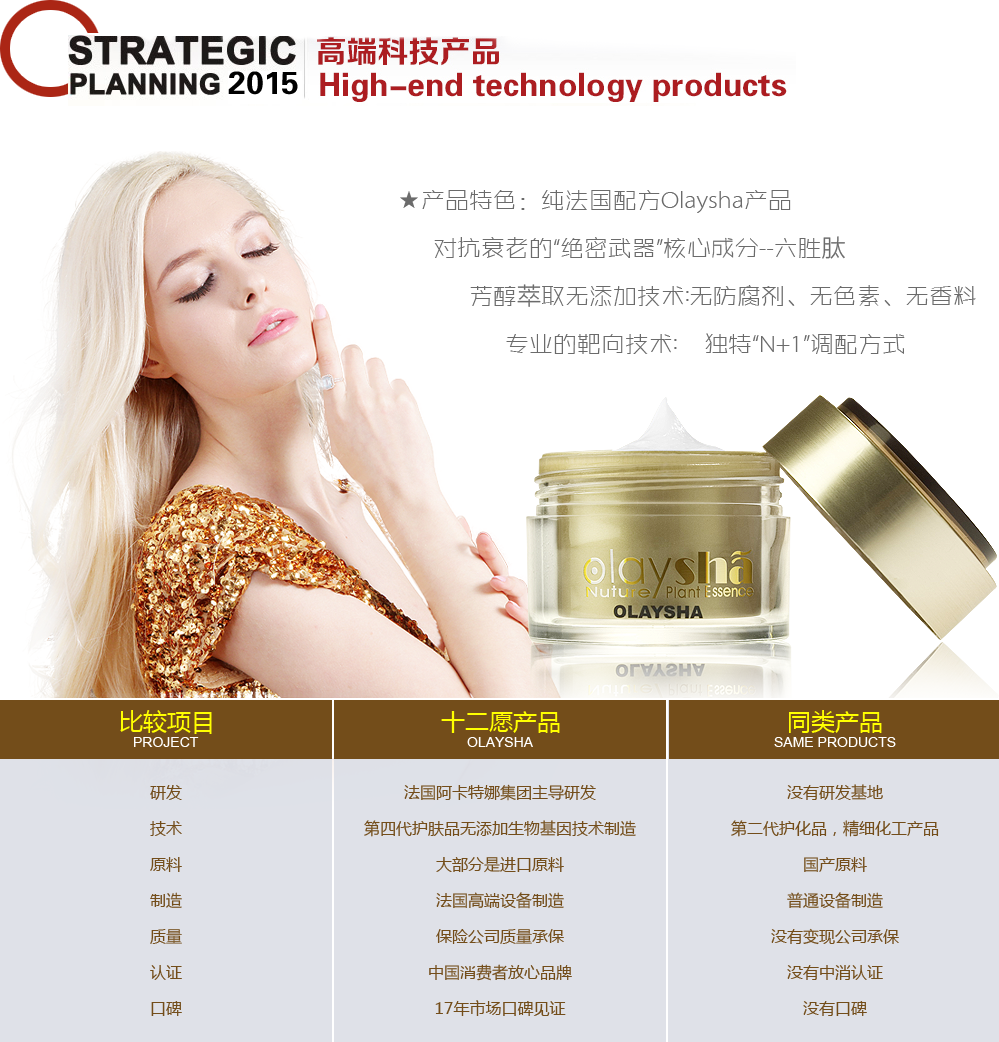 STRATEGIC
PLANNING 2015
高端科技产品
High-end technology products
★产品特色：纯法国配方Olaysha产品
对抗衰老的“绝密武器”核心成分--六胜肽
芳醇萃取无添加技术:无防腐剂、无色素、无香料
专业的靶向技术: 独特“N+1”调配方式
olayshã
Nuture/Plant Essence
OLAYSHA
比较项目 十二愿产品 同类产品
PROJECT OLAYSHA SAME PRODUCTS
研发 法国阿卡特娜集团主导研发 没有研发基地
技术 第四代护肤品无添加生物基因技术制造 第二代护化品，精细化工产品
原料 大部分是进口原料 国产原料
制造 法国高端设备制造 普通设备制造
质量 保险公司质量承保 没有变现公司承保
认证 中国消费者放心品牌 没有中消认证
口碑 17年市场口碑见证 没有口碑